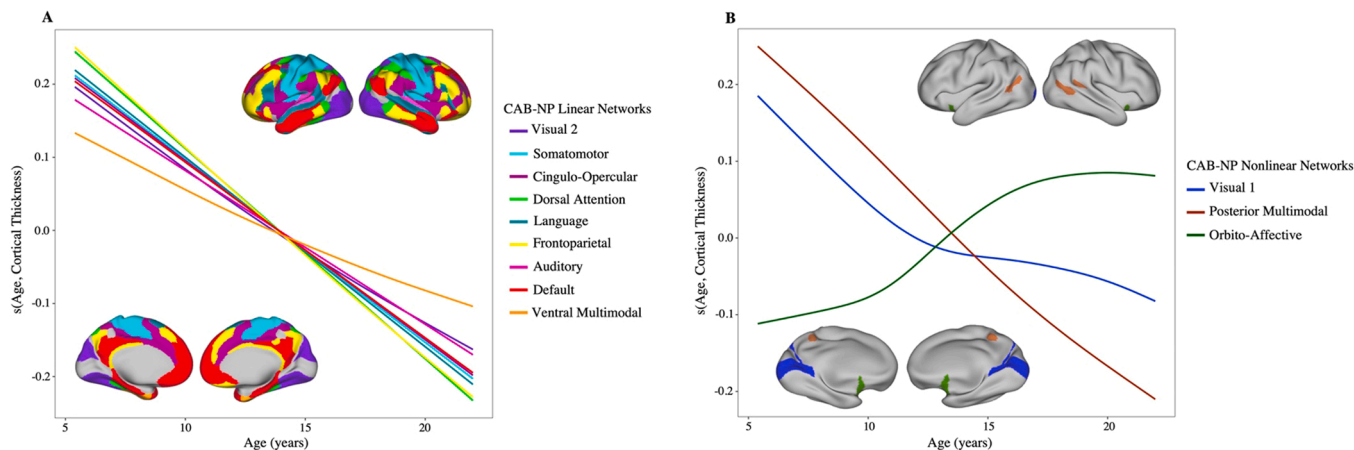 A
s(Age, Cortical Thickness)
0.2
0.1
0.0
-0.1
-0.2
5
10
15
20
Age (years)
CAB-NP Linear Networks
Visual 2
Somatomotor
Cingulo-Opercular
Dorsal Attention
Language
Frontoparietal
Auditory
Default
Ventral Multimodal
B
s(Age, Cortical Thickness)
0.2
0.1
0.0
-0.1
-0.2
5
10
15
20
Age (years)
CAB-NP Nonlinear Networks
Visual 1
Posterior Multimodal
Orbito-Affective